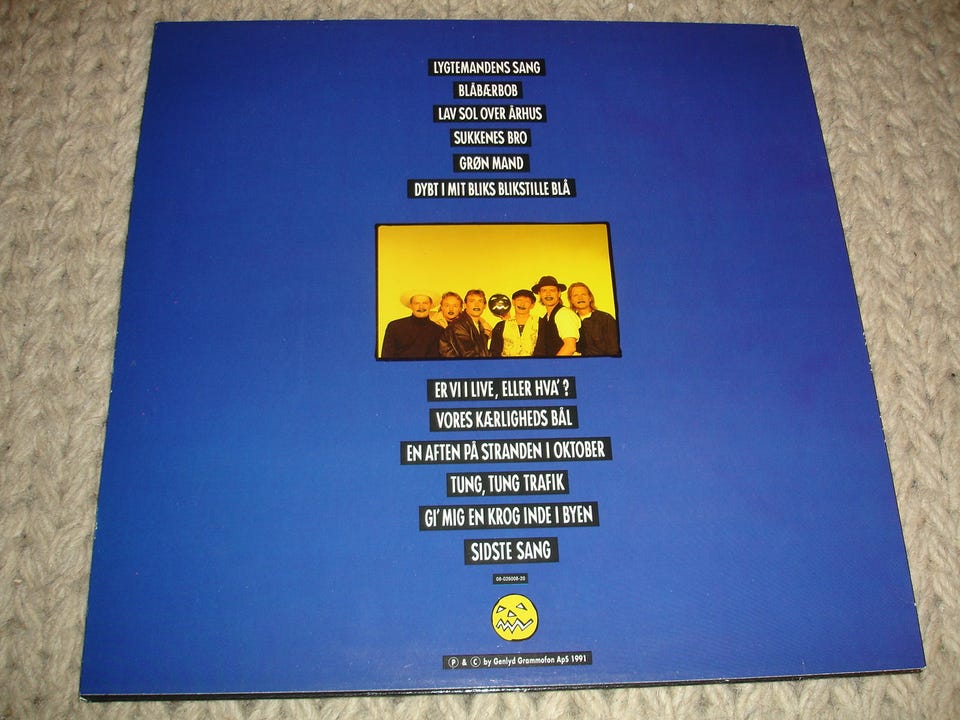 LYGTEMANDENS SANG
BLÅBÆRBOB
LAV SOL OVER ÅRHUS
SUKKENES BRO
GRØN MAND
DYBT I MIT BLIKS BLIKSTILLE BLÅ
ER VI I LIVE, ELLER HVA'?
VORES KÆRLIGHEDS BÅL
EN AFTEN PÅ STRANDEN I OKTOBER
TUNG, TUNG TRAFIK
GI' MIG EN KROG INDE I BYEN
SIDSTE SANG
08-026008-20
Ⓟ & Ⓒ by Genlyd Grammofon ApS 1991